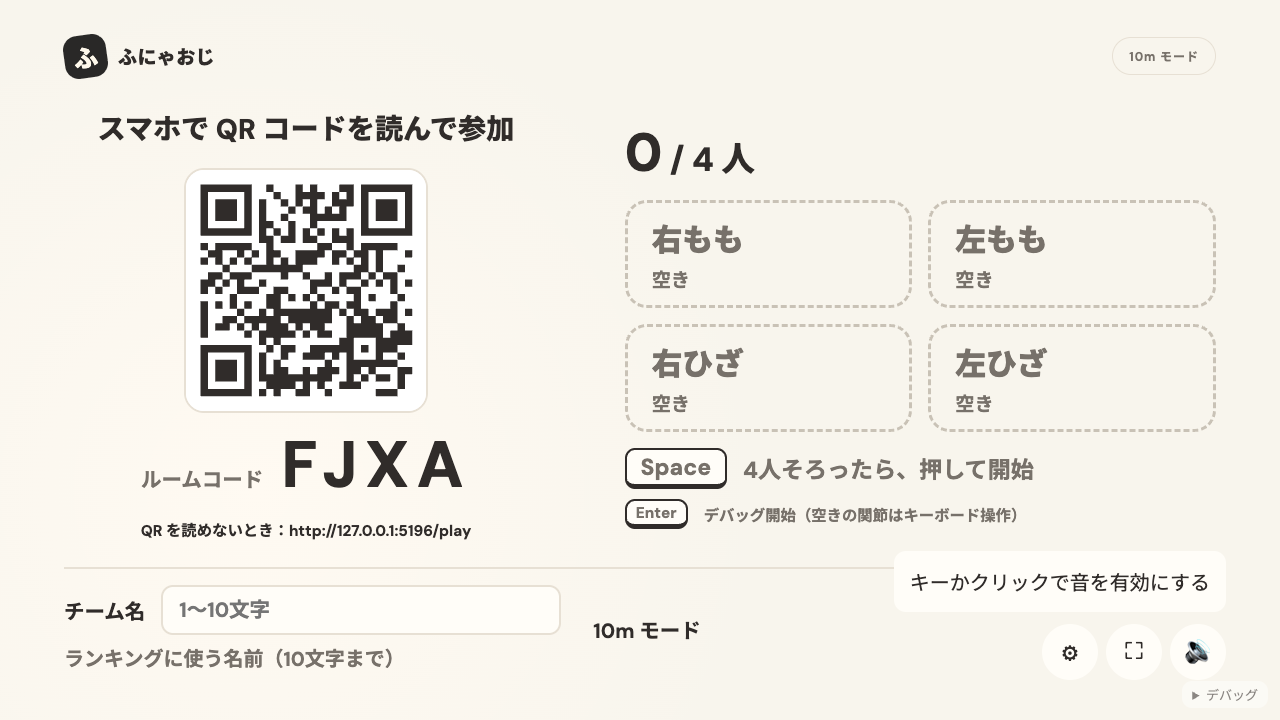 ふ
ふにゃおじ
10m モード
スマホで QR コードを読んで参加
0 / 4 人
右もも
空き
左もも
空き
右ひざ
空き
左ひざ
空き
ルームコード FJXA
Space 4人そろったら、押して開始
Enter デバッグ開始（空きの関節はキーボード操作）
QR を読めないとき：http://127.0.0.1:5196/play
キーかクリックで音を有効にする
チーム名 1〜10文字
10m モード
ランキングに使う名前（10文字まで）
▶ デバッグ